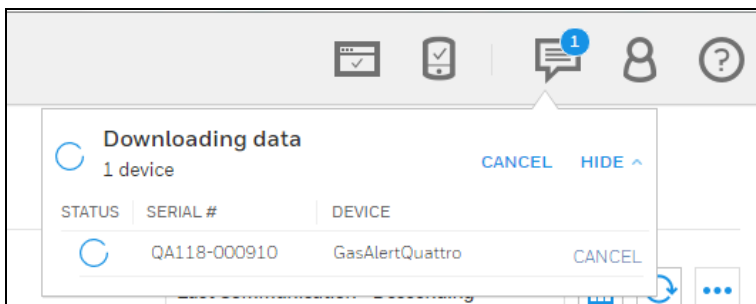 1
Downloading data
1 device
CANCEL HIDE
STATUS SERIAL # DEVICE
QA118-000910 GasAlertQuattro CANCEL